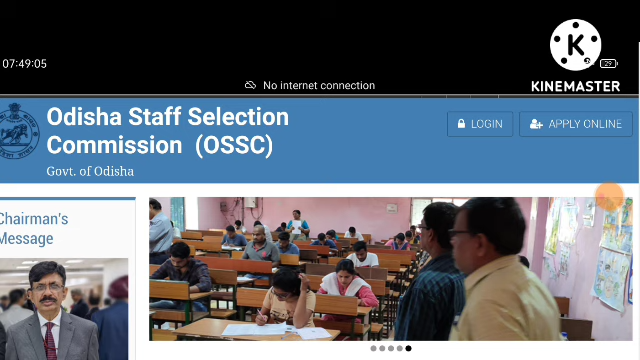 07:49:05
29
No internet connection
K
KINEMASTER
Odisha Staff Selection
Commission (OSSC)
Govt. of Odisha
LOGIN
APPLY ONLINE
Chairman's
Message